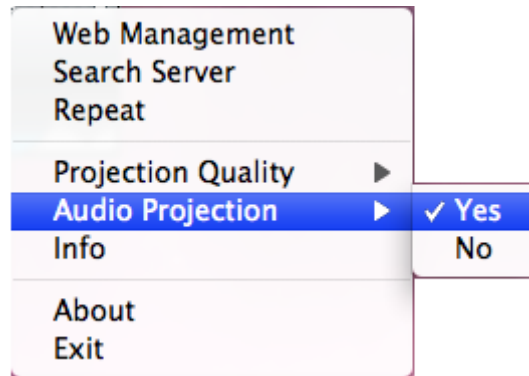 Web Management
Search Server
Repeat
Projection Quality
Audio Projection
Yes
Info
No
About
Exit